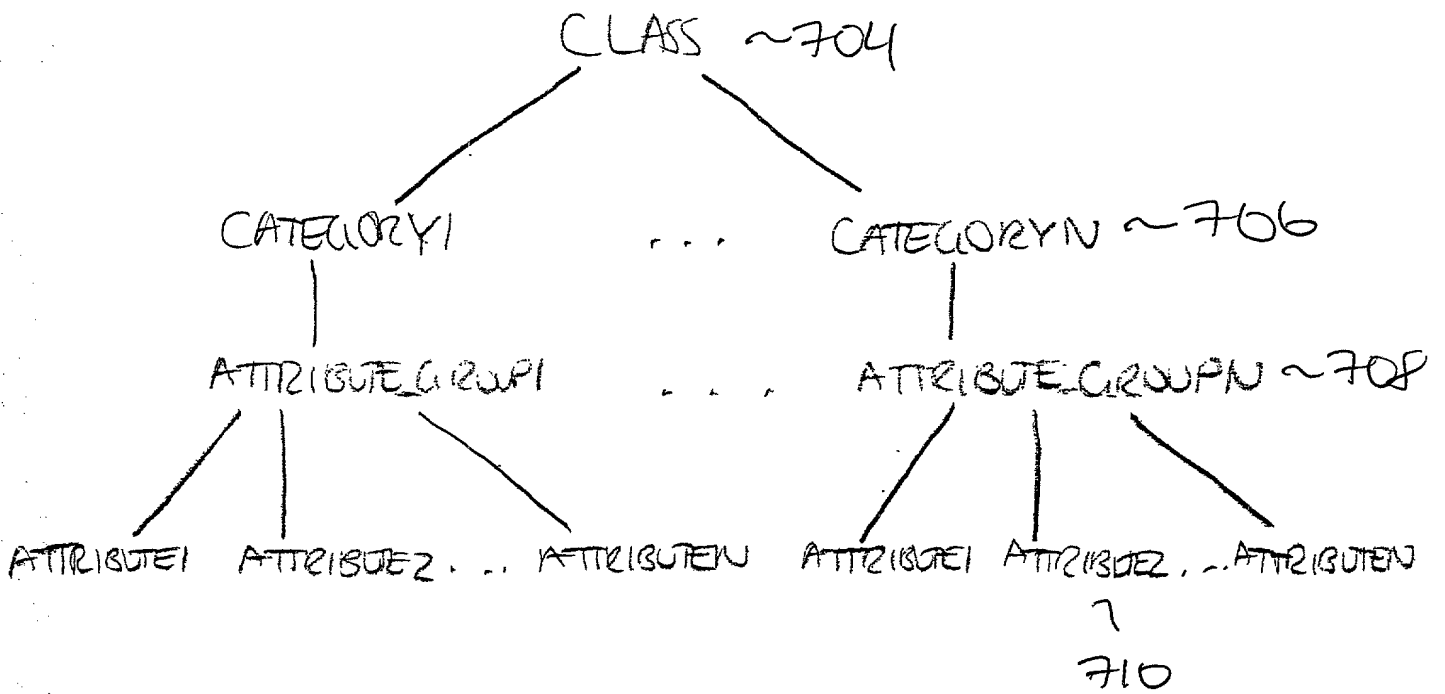 CLASS ~704
CATEGORY1 ... CATEGORYN ~706
ATTRIBUTE_GROUP1 ... ATTRIBUTE_GROUPN ~708
ATTRIBUTE1 ATTRIBUTE2 ... ATTRIBUTEN ATTRIBUTE1 ATTRIBUTE2 ... ATTRIBUTEN
710